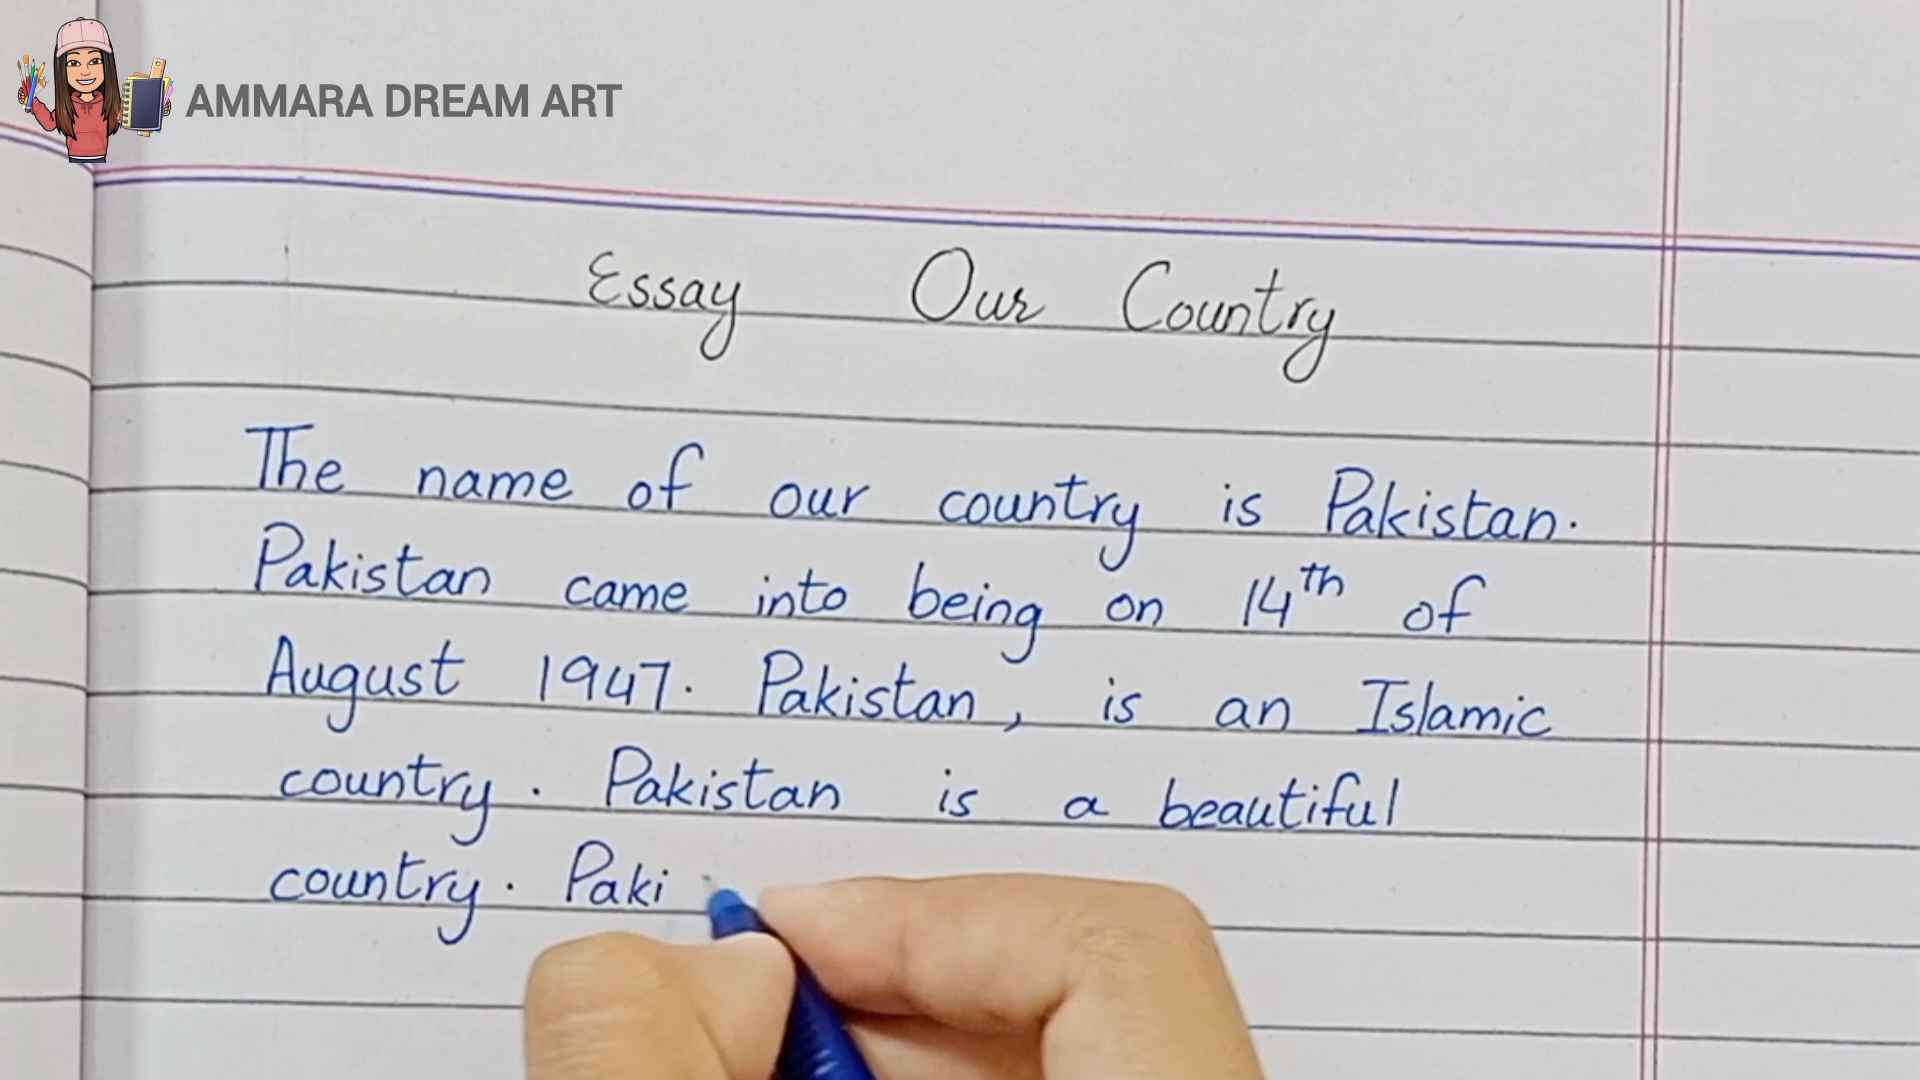 AMMARA DREAM ART
Essay Our Country
The name of our country is Pakistan.
Pakistan came into being on 14th of
August 1947. Pakistan, is an Islamic
country. Pakistan is a beautiful
country. Paki